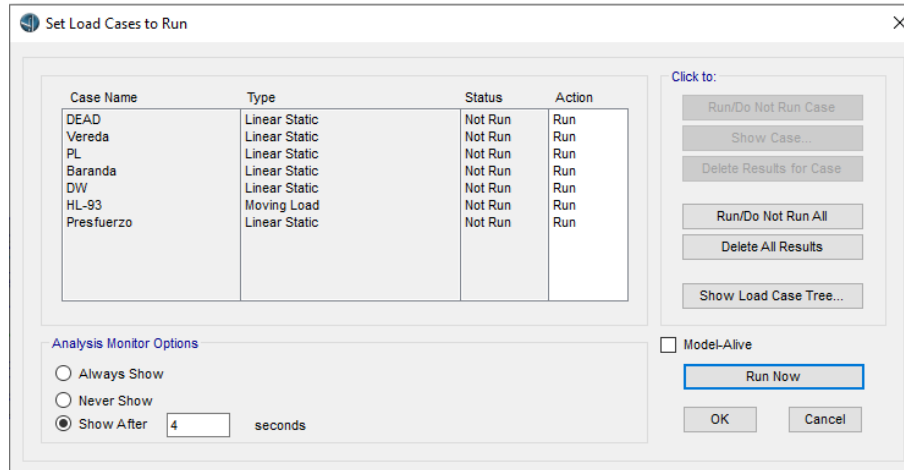 Set Load Cases to Run
Click to:
Case Name Type Status Action
DEAD Linear Static Not Run Run
Vereda Linear Static Not Run Run
PL Linear Static Not Run Run
Baranda Linear Static Not Run Run
DW Linear Static Not Run Run
HL-93 Moving Load Not Run Run
Presfuerzo Linear Static Not Run Run
Run/Do Not Run Case
Show Case...
Delete Results for Case
Run/Do Not Run All
Delete All Results
Show Load Case Tree...
Analysis Monitor Options
Always Show
Never Show
Show After 4 seconds
Model-Alive
Run Now
OK Cancel